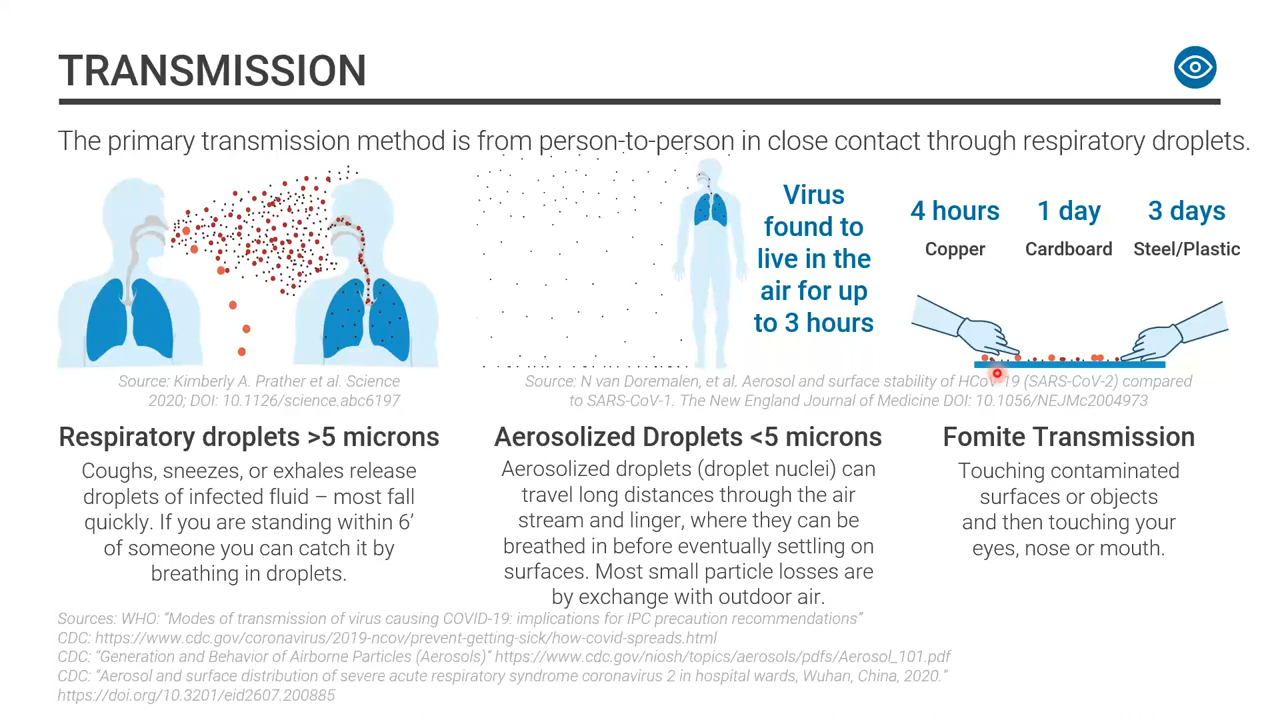 TRANSMISSION
The primary transmission method is from person-to-person in close contact through respiratory droplets.
Virus
found to
live in the
air for up
to 3 hours
4 hours
Copper
1 day
Cardboard
3 days
Steel/Plastic
Source: Kimberly A. Prather et al. Science
2020; DOI: 10.1126/science.abc6197
Source: N van Doremalen, et al. Aerosol and surface stability of HCoV-19 (SARS-CoV-2) compared
to SARS-CoV-1. The New England Journal of Medicine DOI: 10.1056/NEJMc2004973
Respiratory droplets >5 microns
Coughs, sneezes, or exhales release
droplets of infected fluid – most fall
quickly. If you are standing within 6’
of someone you can catch it by
breathing in droplets.
Aerosolized Droplets <5 microns
Aerosolized droplets (droplet nuclei) can
travel long distances through the air
stream and linger, where they can be
breathed in before eventually settling on
surfaces. Most small particle losses are
by exchange with outdoor air.
Fomite Transmission
Touching contaminated
surfaces or objects
and then touching your
eyes, nose or mouth.
Sources: WHO: “Modes of transmission of virus causing COVID-19: implications for IPC precaution recommendations”
CDC: https://www.cdc.gov/coronavirus/2019-ncov/prevent-getting-sick/how-covid-spreads.html
CDC: “Generation and Behavior of Airborne Particles (Aerosols)” https://www.cdc.gov/niosh/topics/aerosols/pdfs/Aerosol_101.pdf
CDC: “Aerosol and surface distribution of severe acute respiratory syndrome coronavirus 2 in hospital wards, Wuhan, China, 2020.”
https://doi.org/10.3201/eid2607.200885